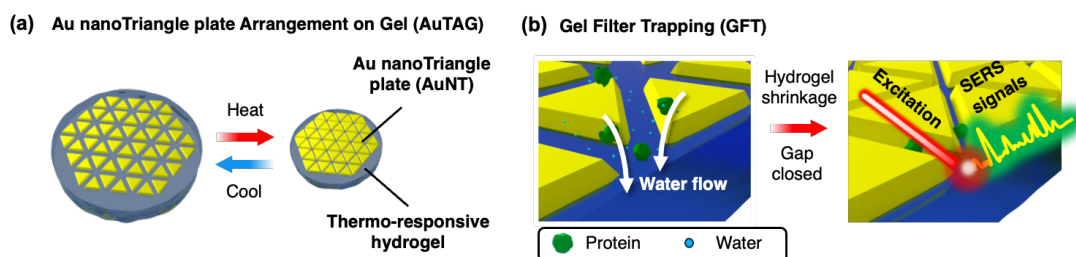 (a) Au nanoTriangle plate Arrangement on Gel (AuTAG)
Heat
Cool
Au nanoTriangle
plate (AuNT)
Thermo-responsive
hydrogel
(b) Gel Filter Trapping (GFT)
Water flow
Hydrogel
shrinkage
Gap
closed
Excitation
SERS
signals
Protein
Water